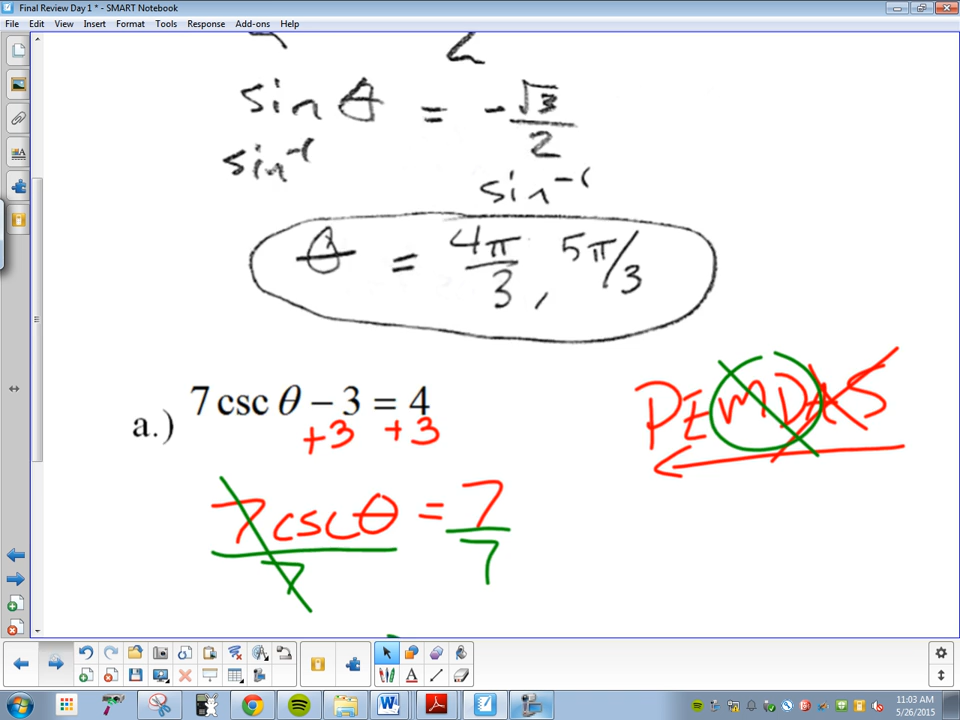 Final Review Day 1 * - SMART Notebook
File Edit View Insert Format Tools Response Add-ons Help
2
sin θ = -√3/2
sin⁻¹
sin⁻¹
θ = 4π/3, 5π/3
a.) 7 csc θ − 3 = 4
+3 +3
PEMDAS
7cscθ = 7
7 7
11:03 AM
5/26/2015